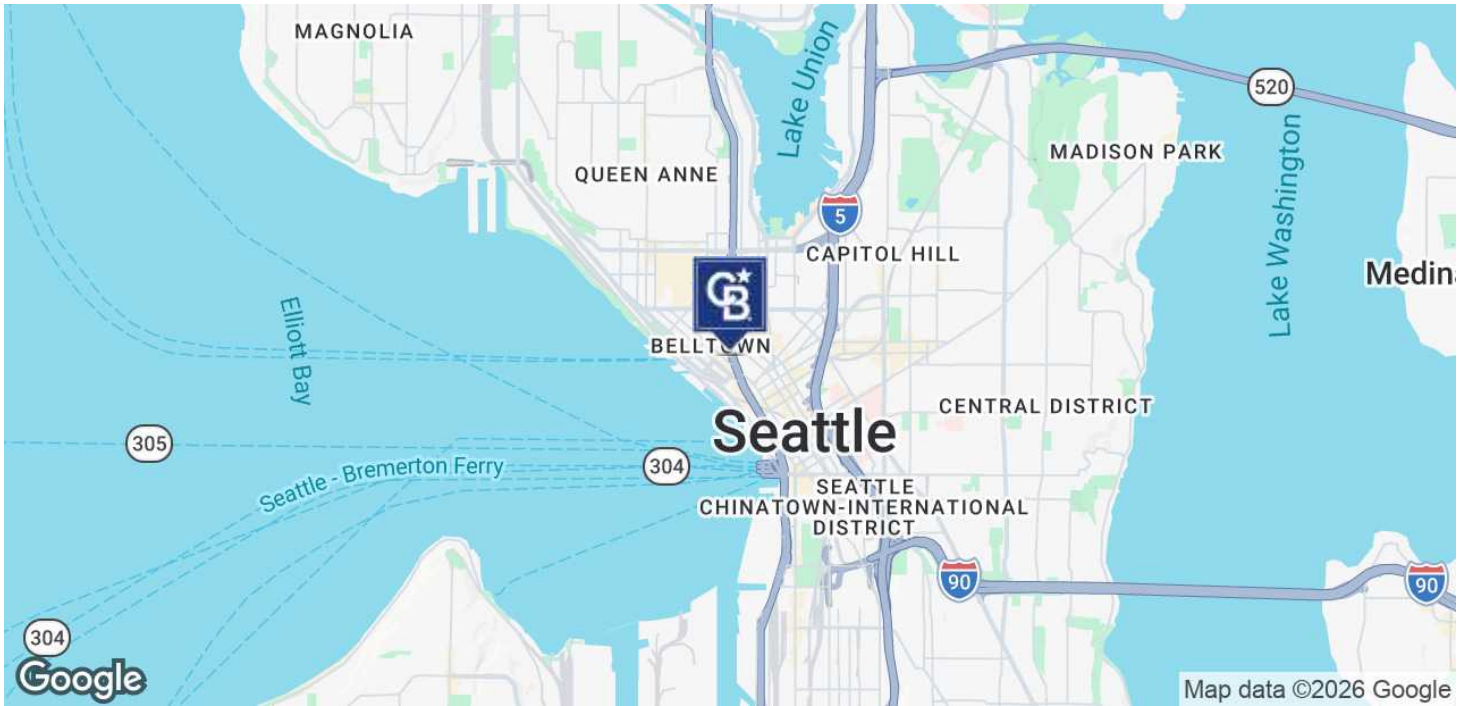 MAGNOLIA
Lake Union
520
MADISON PARK
QUEEN ANNE
5
CAPITOL HILL
Lake Washington
Medin
CB
Elliott Bay
BELLTOWN
CENTRAL DISTRICT
Seattle
305
304
Seattle - Bremerton Ferry
SEATTLE
CHINATOWN-INTERNATIONAL
DISTRICT
90
90
304
Google
Map data ©2026 Google